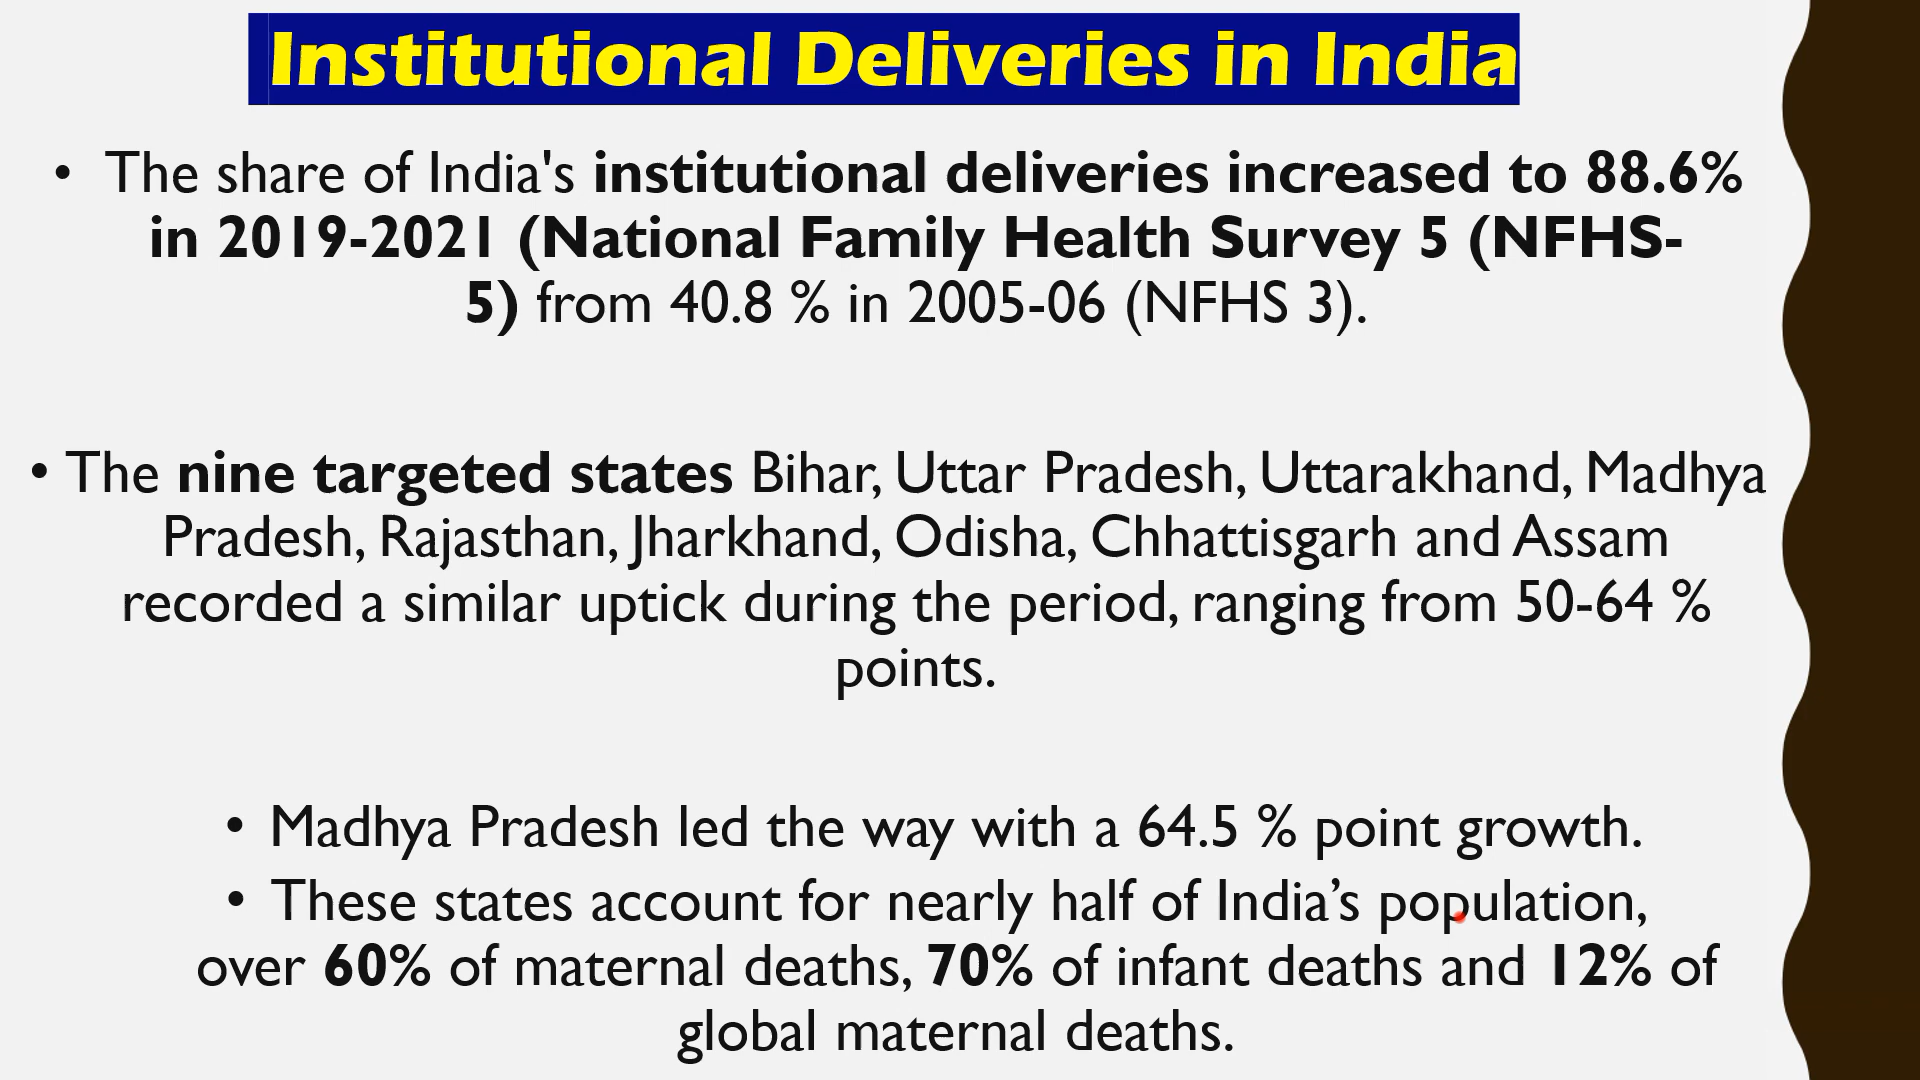 Institutional Deliveries in India
• The share of India's institutional deliveries increased to 88.6%
in 2019-2021 (National Family Health Survey 5 (NFHS-
5) from 40.8 % in 2005-06 (NFHS 3).
• The nine targeted states Bihar, Uttar Pradesh, Uttarakhand, Madhya
Pradesh, Rajasthan, Jharkhand, Odisha, Chhattisgarh and Assam
recorded a similar uptick during the period, ranging from 50-64 %
points.
• Madhya Pradesh led the way with a 64.5 % point growth.
• These states account for nearly half of India’s population,
over 60% of maternal deaths, 70% of infant deaths and 12% of
global maternal deaths.